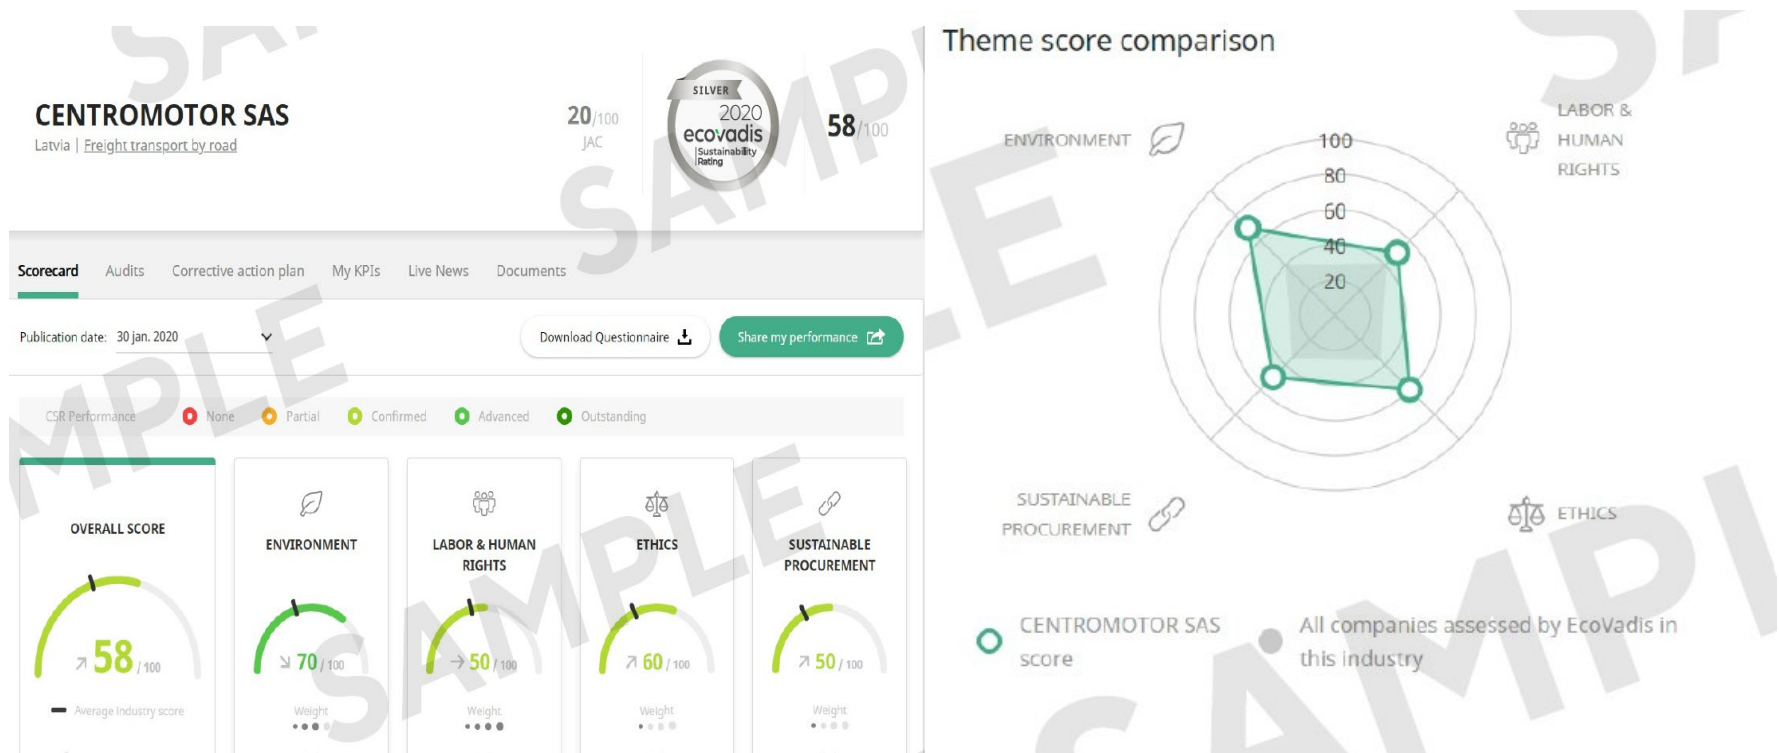 CENTROMOTOR SAS
Latvia | Freight transport by road
20/100
JAC
SILVER
2020
ecovadis
Sustainability
Rating
58/100
Scorecard Audits Corrective action plan My KPIs Live News Documents
Publication date: 30 jan. 2020
Download Questionnaire
Share my performance
CSR Performance None Partial Confirmed Advanced Outstanding
OVERALL SCORE
58 / 100
Average industry score
ENVIRONMENT
70 / 100
Weight
LABOR & HUMAN
RIGHTS
50 / 100
Weight
ETHICS
60 / 100
Weight
SUSTAINABLE
PROCUREMENT
50 / 100
Weight
Theme score comparison
ENVIRONMENT
LABOR &
HUMAN
RIGHTS
100
80
60
40
20
SUSTAINABLE
PROCUREMENT
ETHICS
CENTROMOTOR SAS
score
All companies assessed by EcoVadis in
this industry
SAMPLE
SAMPLE
SAMPLE
SAMPLE
SAMPLE
SAMPLE